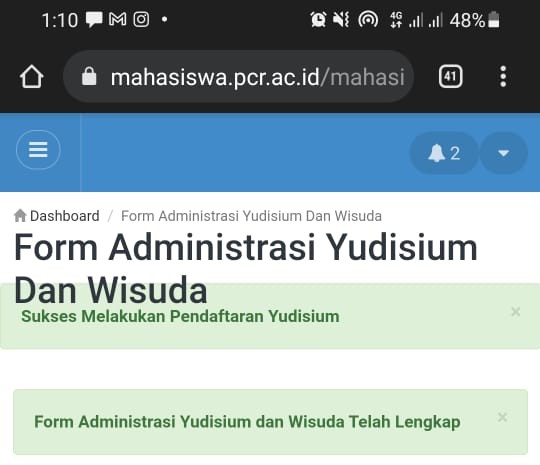 1:10
4G
48%
mahasiswa.pcr.ac.id/mahasi
41
2
Dashboard / Form Administrasi Yudisium Dan Wisuda
Form Administrasi Yudisium
Dan Wisuda
Sukses Melakukan Pendaftaran Yudisium
×
Form Administrasi Yudisium dan Wisuda Telah Lengkap
×